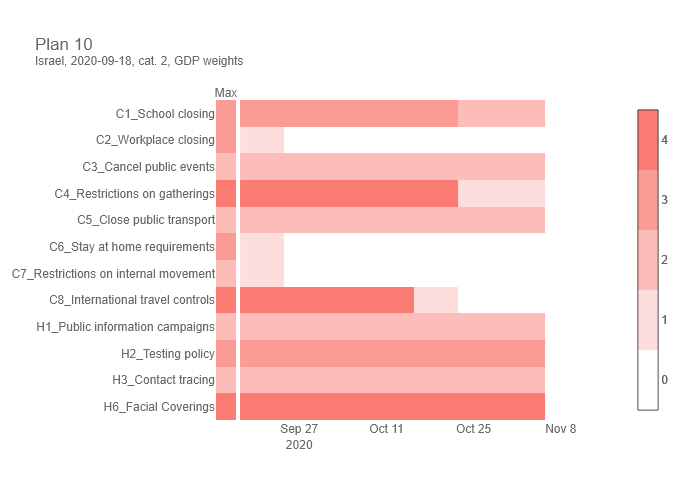 Plan 10
Israel, 2020-09-18, cat. 2, GDP weights
Max
C1_School closing
C2_Workplace closing
C3_Cancel public events
C4_Restrictions on gatherings
C5_Close public transport
C6_Stay at home requirements
C7_Restrictions on internal movement
C8_International travel controls
H1_Public information campaigns
H2_Testing policy
H3_Contact tracing
H6_Facial Coverings
Sep 27 Oct 11 Oct 25 Nov 8
2020
4
3
2
1
0